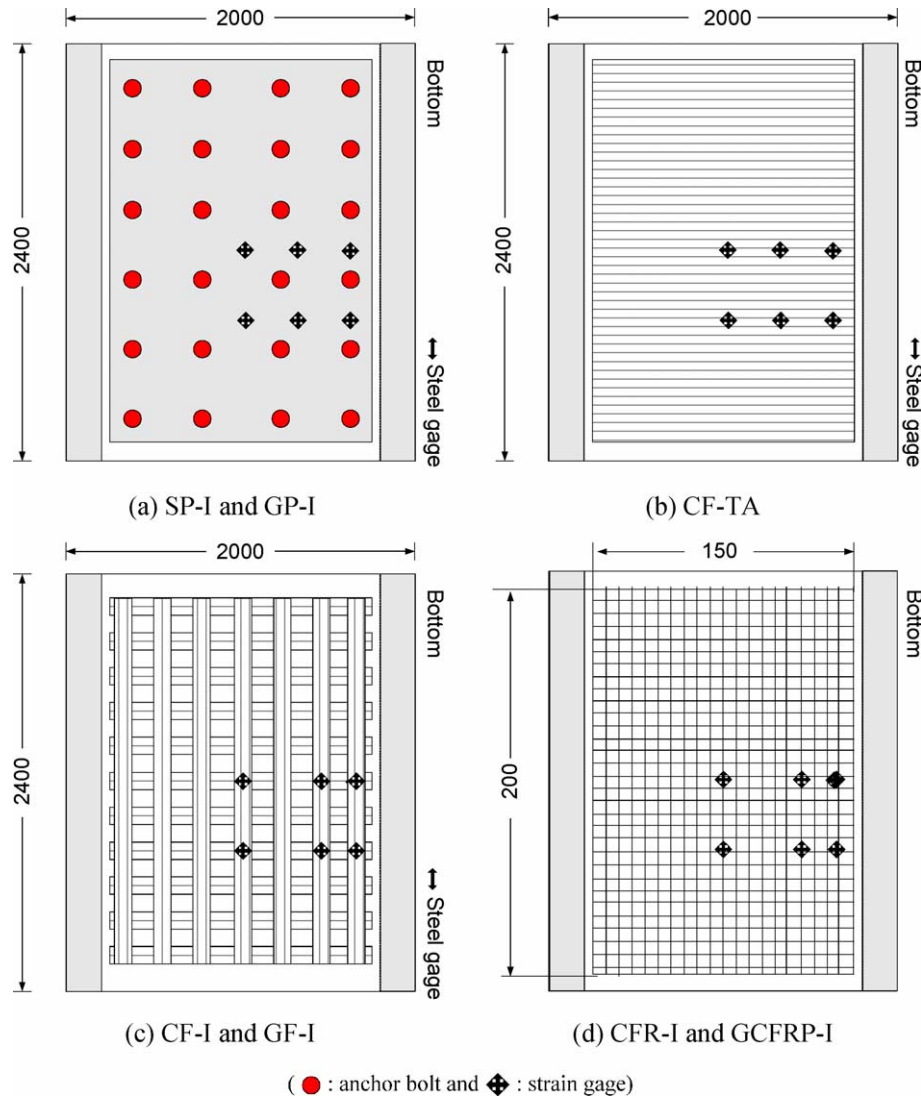 2000
2000
Bottom
Bottom
2400
2400
Steel gage
Steel gage
(a) SP-I and GP-I
(b) CF-TA
2000
150
Bottom
Bottom
2400
200
Steel gage
(c) CF-I and GF-I
(d) CFR-I and GCFRP-I
( : anchor bolt and : strain gage)